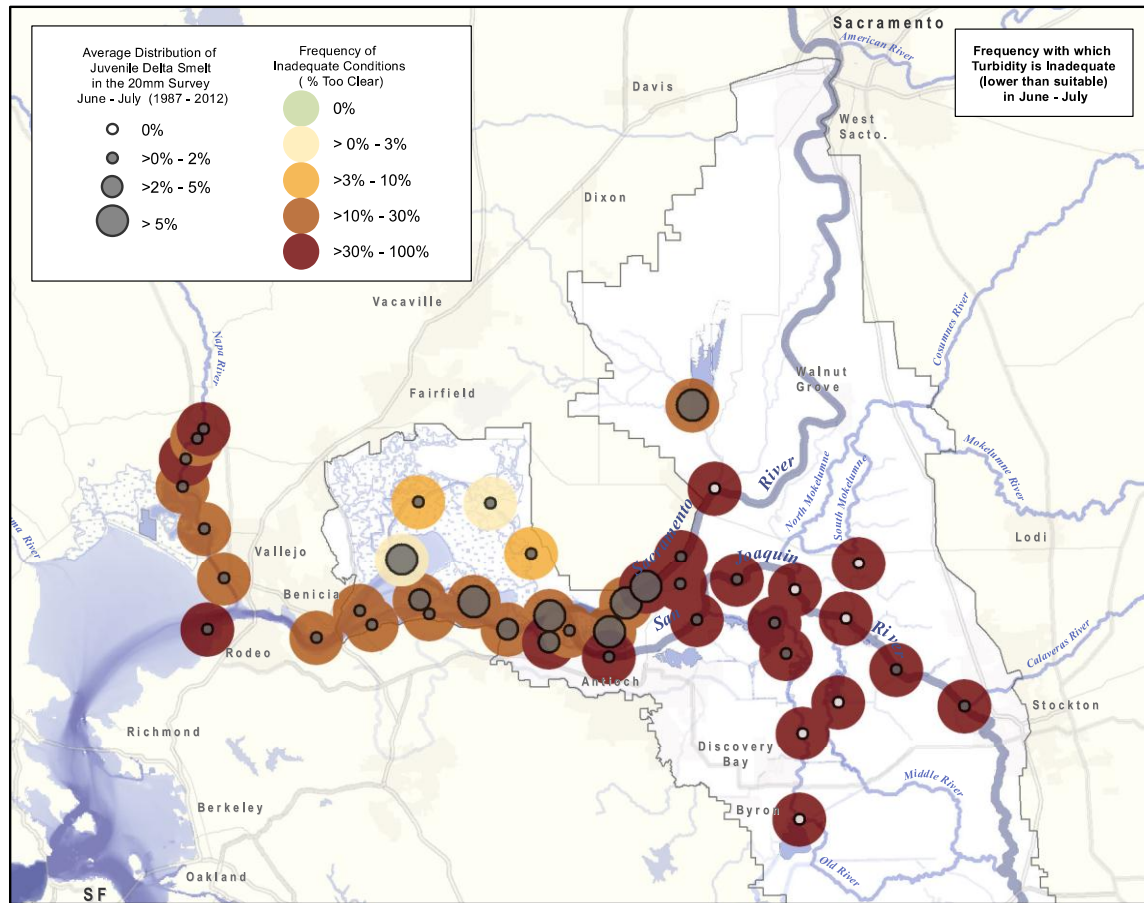 Sacramento
American River
Average Distribution of
Juvenile Delta Smelt
in the 20mm Survey
June - July (1987 - 2012)
0%
>0% - 2%
>2% - 5%
> 5%
Frequency of
Inadequate Conditions
( % Too Clear)
0%
> 0% - 3%
>3% - 10%
>10% - 30%
>30% - 100%
Frequency with which
Turbidity is Inadequate
(lower than suitable)
in June - July
Davis
West
Sacto.
Dixon
Vacaville
Cosumnes River
Napa River
Walnut
Grove
Fairfield
Mokelumne River
North Mokelumne
South Mokelumne
River
Sacramento
Lodi
uma River
Vallejo
Joaquin
Benicia
San
River
Calaverus River
Rodeo
Antioch
Stockton
Richmond
Discovery
Bay
Middle River
Berkeley
Byron
Old River
Oakland
SF